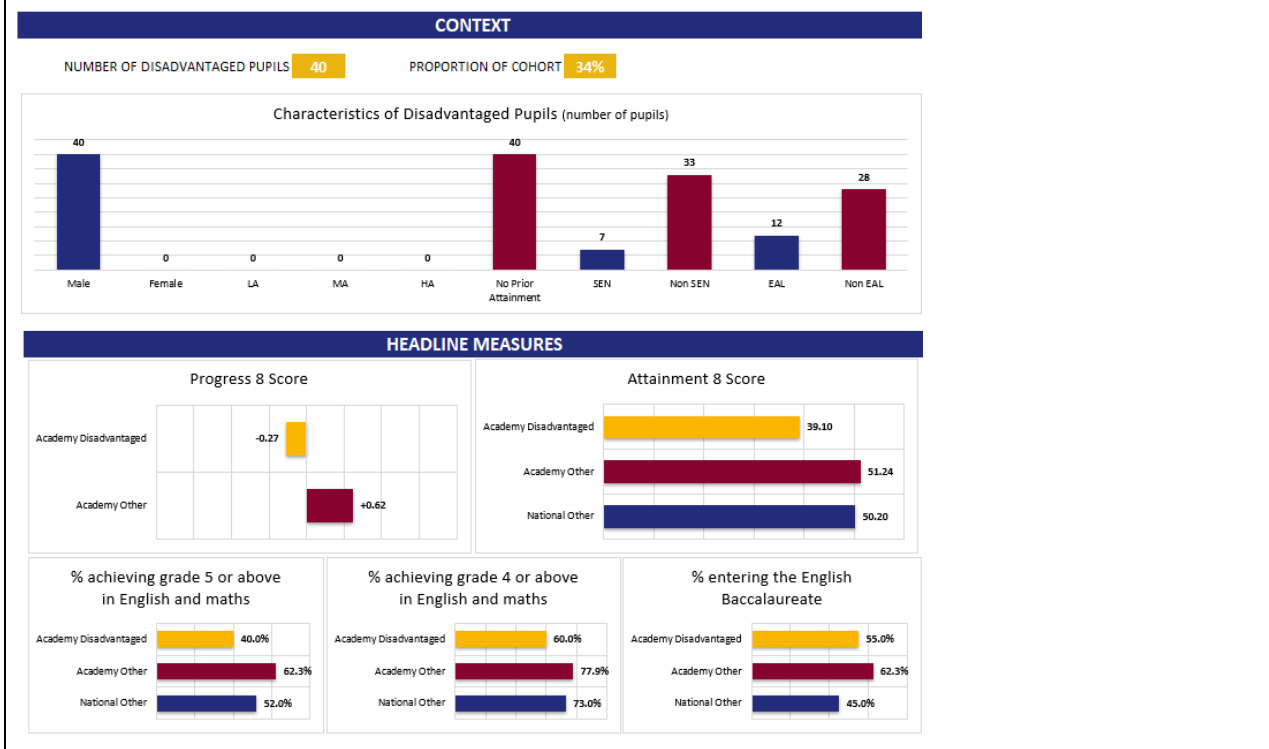 CONTEXT
NUMBER OF DISADVANTAGED PUPILS 40 PROPORTION OF COHORT 34%
Characteristics of Disadvantaged Pupils (number of pupils)
40 0 0 0 0 40 7 33 12 28
Male Female LA MA HA No Prior SEN Non SEN EAL Non EAL
Attainment
HEADLINE MEASURES
Progress 8 Score
Academy Disadvantaged -0.27
Academy Other +0.62
Attainment 8 Score
Academy Disadvantaged 39.10
Academy Other 51.24
National Other 50.20
% achieving grade 5 or above
in English and maths
Academy Disadvantaged 40.0%
Academy Other 62.3%
National Other 52.0%
% achieving grade 4 or above
in English and maths
Academy Disadvantaged 60.0%
Academy Other 77.9%
National Other 73.0%
% entering the English
Baccalaureate
Academy Disadvantaged 55.0%
Academy Other 62.3%
National Other 45.0%